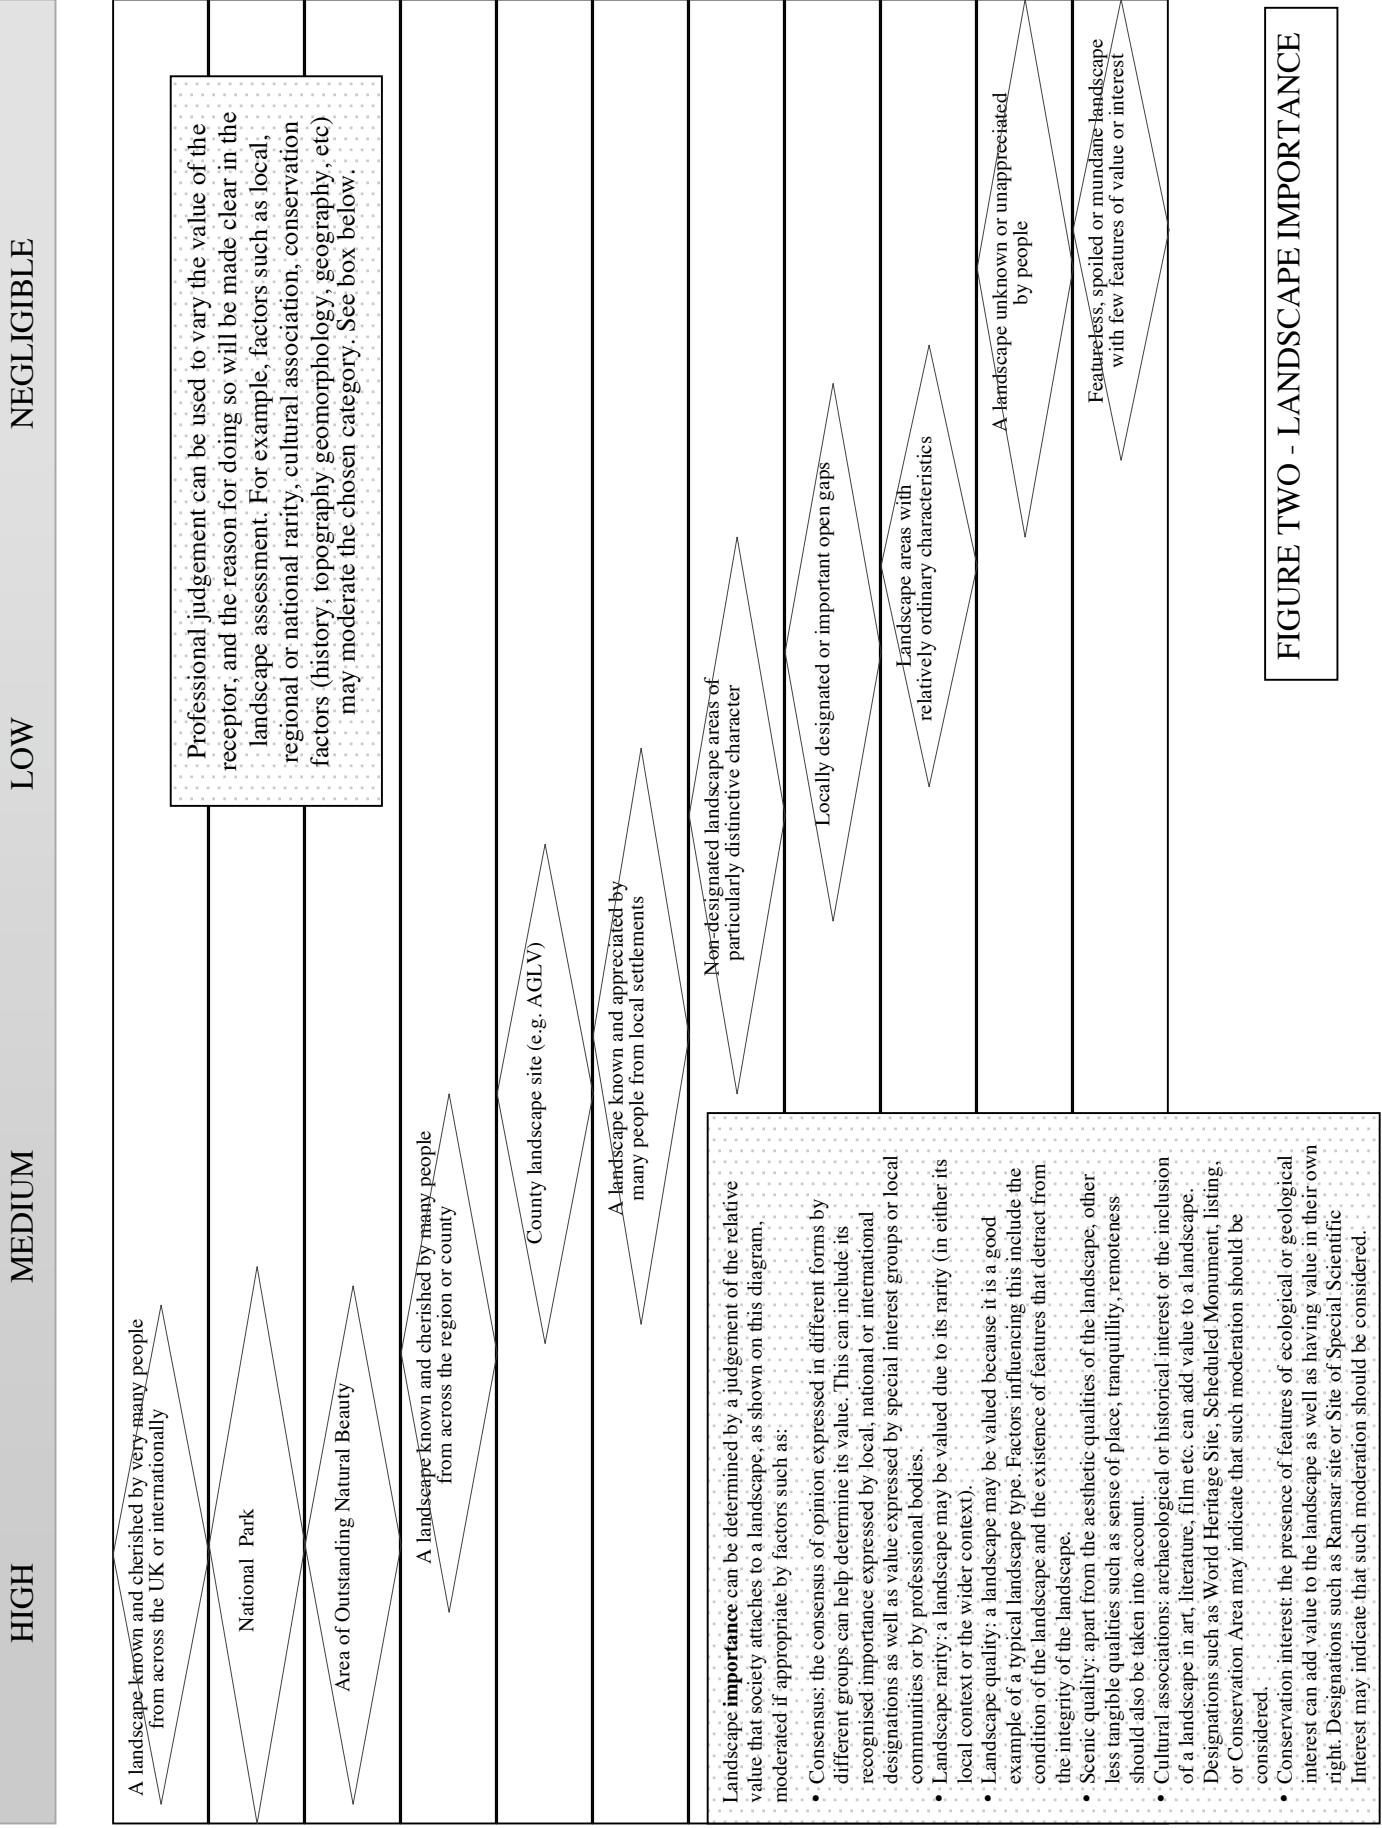 HIGH
MEDIUM
LOW
NEGLIGIBLE
A landscape known and cherished by very many people
from across the UK or internationally
National Park
Area of Outstanding Natural Beauty
A landscape known and cherished by many people
from across the region or county
County landscape site (e.g. AGLV)
A landscape known and appreciated by
many people from local settlements
Non-designated landscape areas of
particularly distinctive character
Locally designated or important open gaps
Landscape areas with
relatively ordinary characteristics
A landscape unknown or unappreciated
by people
Featureless, spoiled or mundane landscape
with few features of value or interest
Professional judgement can be used to vary the value of the
receptor, and the reason for doing so will be made clear in the
landscape assessment. For example, factors such as local,
regional or national rarity, cultural association, conservation
factors (history, topography geomorphology, geography, etc)
may moderate the chosen category. See box below.
Landscape importance can be determined by a judgement of the relative
value that society attaches to a landscape, as shown on this diagram,
moderated if appropriate by factors such as:
• Consensus: the consensus of opinion expressed in different forms by
different groups can help determine its value. This can include its
recognised importance expressed by local, national or international
designations as well as value expressed by special interest groups or local
communities or by professional bodies.
• Landscape rarity: a landscape may be valued due to its rarity (in either its
local context or the wider context).
• Landscape quality: a landscape may be valued because it is a good
example of a typical landscape type. Factors influencing this include the
condition of the landscape and the existence of features that detract from
the integrity of the landscape.
• Scenic quality: apart from the aesthetic qualities of the landscape, other
less tangible qualities such as sense of place, tranquillity, remoteness
should also be taken into account.
• Cultural associations: archaeological or historical interest or the inclusion
of a landscape in art, literature, film etc. can add value to a landscape.
Designations such as World Heritage Site, Scheduled Monument, listing,
or Conservation Area may indicate that such moderation should be
considered.
• Conservation interest: the presence of features of ecological or geological
interest can add value to the landscape as well as having value in their own
right. Designations such as Ramsar site or Site of Special Scientific
Interest may indicate that such moderation should be considered.
FIGURE TWO - LANDSCAPE IMPORTANCE